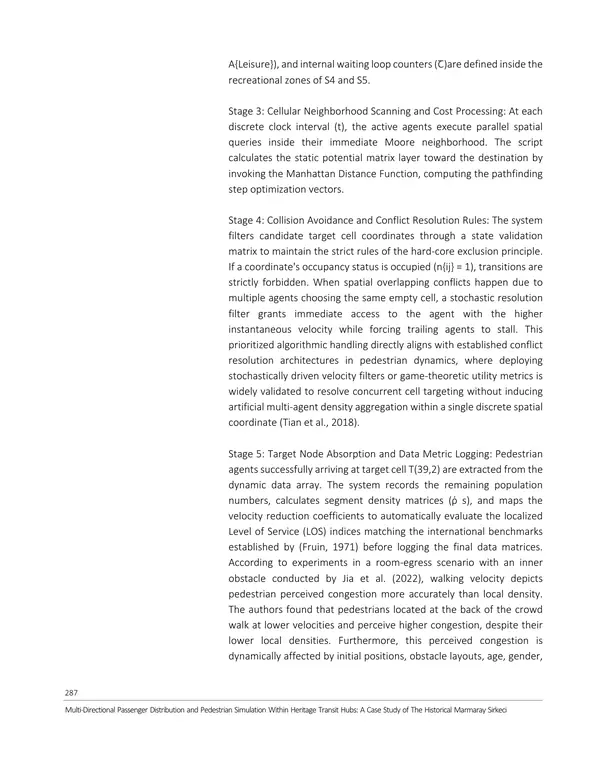 A{Leisure}), and internal waiting loop counters (C̅)are defined inside the
recreational zones of S4 and S5.
Stage 3: Cellular Neighborhood Scanning and Cost Processing: At each
discrete clock interval (t), the active agents execute parallel spatial
queries inside their immediate Moore neighborhood. The script
calculates the static potential matrix layer toward the destination by
invoking the Manhattan Distance Function, computing the pathfinding
step optimization vectors.
Stage 4: Collision Avoidance and Conflict Resolution Rules: The system
filters candidate target cell coordinates through a state validation
matrix to maintain the strict rules of the hard-core exclusion principle.
If a coordinate's occupancy status is occupied (n{ij} = 1), transitions are
strictly forbidden. When spatial overlapping conflicts happen due to
multiple agents choosing the same empty cell, a stochastic resolution
filter grants immediate access to the agent with the higher
instantaneous velocity while forcing trailing agents to stall. This
prioritized algorithmic handling directly aligns with established conflict
resolution architectures in pedestrian dynamics, where deploying
stochastically driven velocity filters or game-theoretic utility metrics is
widely validated to resolve concurrent cell targeting without inducing
artificial multi-agent density aggregation within a single discrete spatial
coordinate (Tian et al., 2018).
Stage 5: Target Node Absorption and Data Metric Logging: Pedestrian
agents successfully arriving at target cell T(39,2) are extracted from the
dynamic data array. The system records the remaining population
numbers, calculates segment density matrices (ṗ s), and maps the
velocity reduction coefficients to automatically evaluate the localized
Level of Service (LOS) indices matching the international benchmarks
established by (Fruin, 1971) before logging the final data matrices.
According to experiments in a room-egress scenario with an inner
obstacle conducted by Jia et al. (2022), walking velocity depicts
pedestrian perceived congestion more accurately than local density.
The authors found that pedestrians located at the back of the crowd
walk at lower velocities and perceive higher congestion, despite their
lower local densities. Furthermore, this perceived congestion is
dynamically affected by initial positions, obstacle layouts, age, gender,
287
Multi-Directional Passenger Distribution and Pedestrian Simulation Within Heritage Transit Hubs: A Case Study of The Historical Marmaray Sirkeci